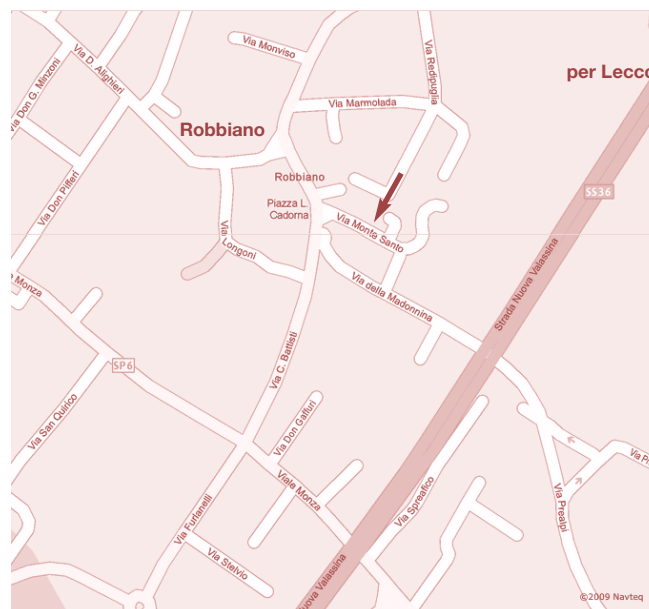 Via Monviso
Via D. Alighieri
Via Don G. Minzoni
Via Redipuglia
per Lecco
Via Marmolada
Robbiano
SS36
Robbiano
Via Don Pifferi
Piazza L.
Cadorna
Via Monte Santo
Via
Longoni
o Monza
Via della Madonnina
Strada Nuova Valassina
SP6
Via C. Battisti
Via San Quirico
Via Don Gaffuri
Viale Monza
Via Spreafico
Via P
Via Prealpi
Via Furlanelli
Via Stelvio
Nuova Valassina
©2009 Navteq